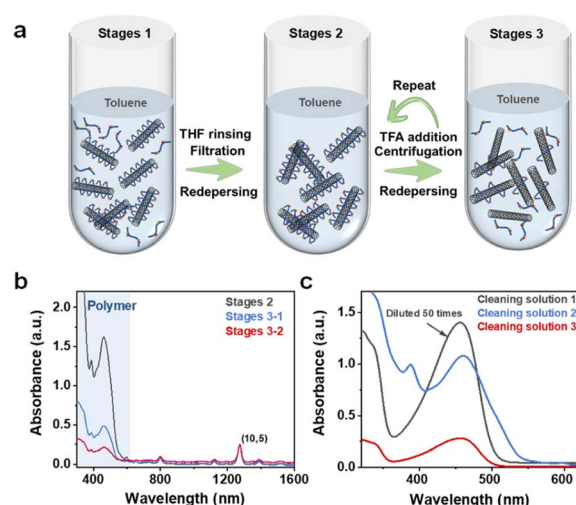 a
Stages 1
Stages 2
Stages 3
Toluene
Toluene
Toluene
THF rinsing
Filtration
Redepersing
Repeat
TFA addition
Centrifugation
Redepersing
b
Polymer
Stages 2
Stages 3-1
Stages 3-2
(10,5)
2.0
1.5
1.0
0.5
0.0
Absorbance (a.u.)
400
800
1200
1600
Wavelength (nm)
c
Cleaning solution 1
Diluted 50 times
Cleaning solution 2
Cleaning solution 3
1.5
1.0
0.5
0.0
Absorbance (a.u.)
400
500
600
Wavelength (nm)